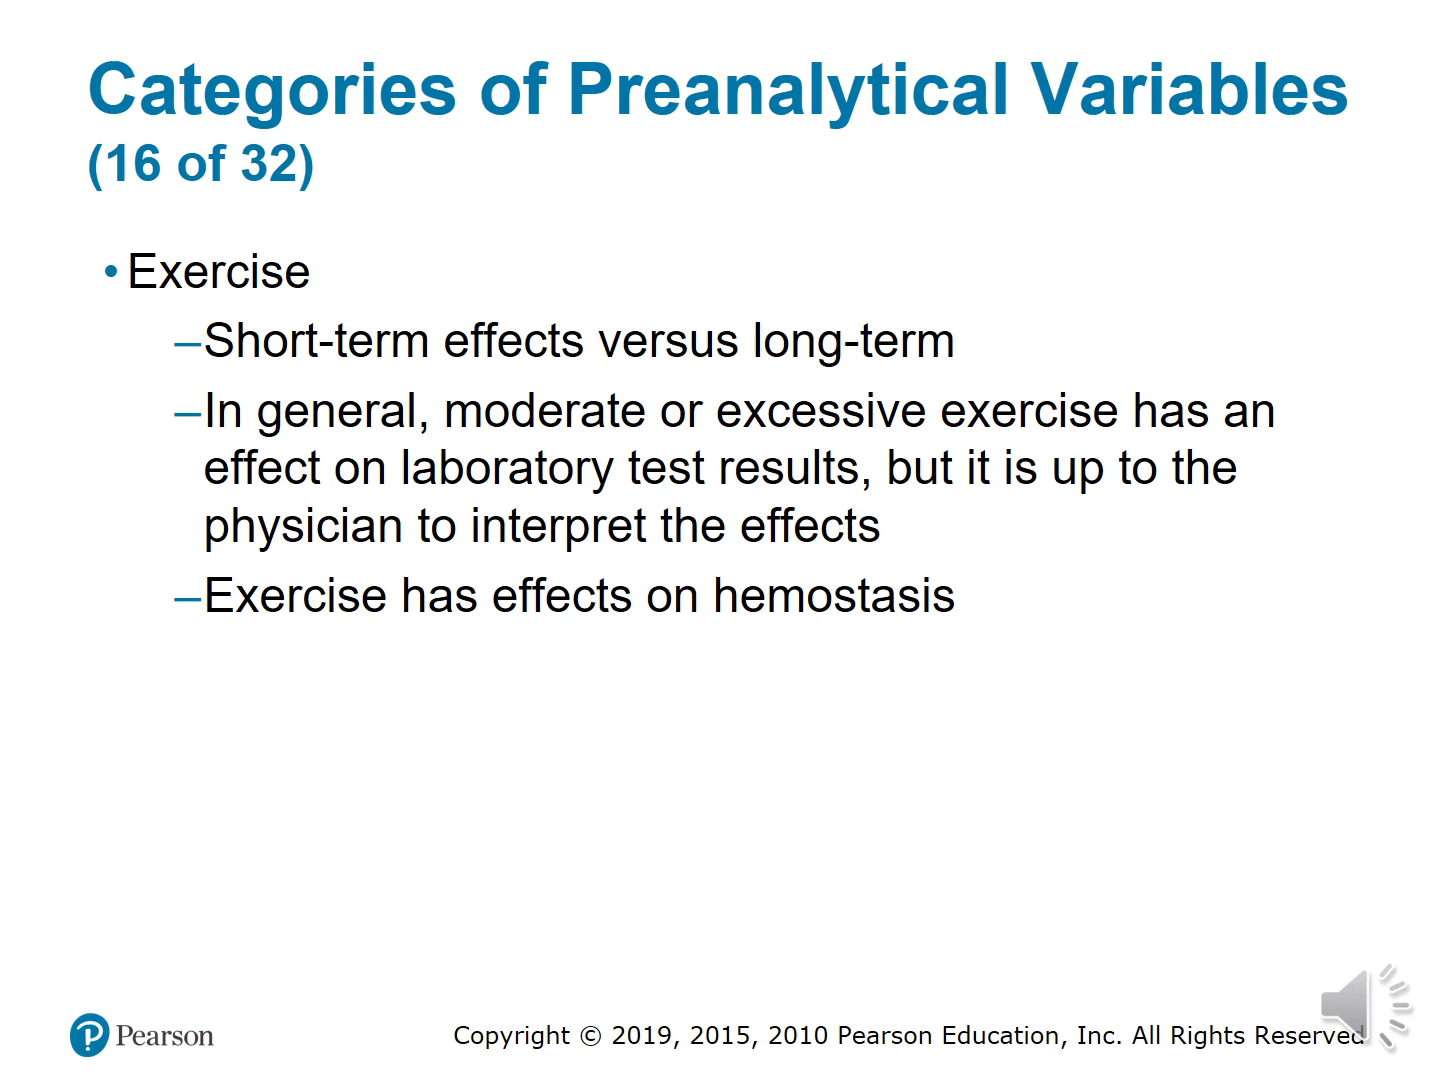 Categories of Preanalytical Variables
(16 of 32)
• Exercise
–Short-term effects versus long-term
–In general, moderate or excessive exercise has an
effect on laboratory test results, but it is up to the
physician to interpret the effects
–Exercise has effects on hemostasis
Pearson
Copyright © 2019, 2015, 2010 Pearson Education, Inc. All Rights Reserved